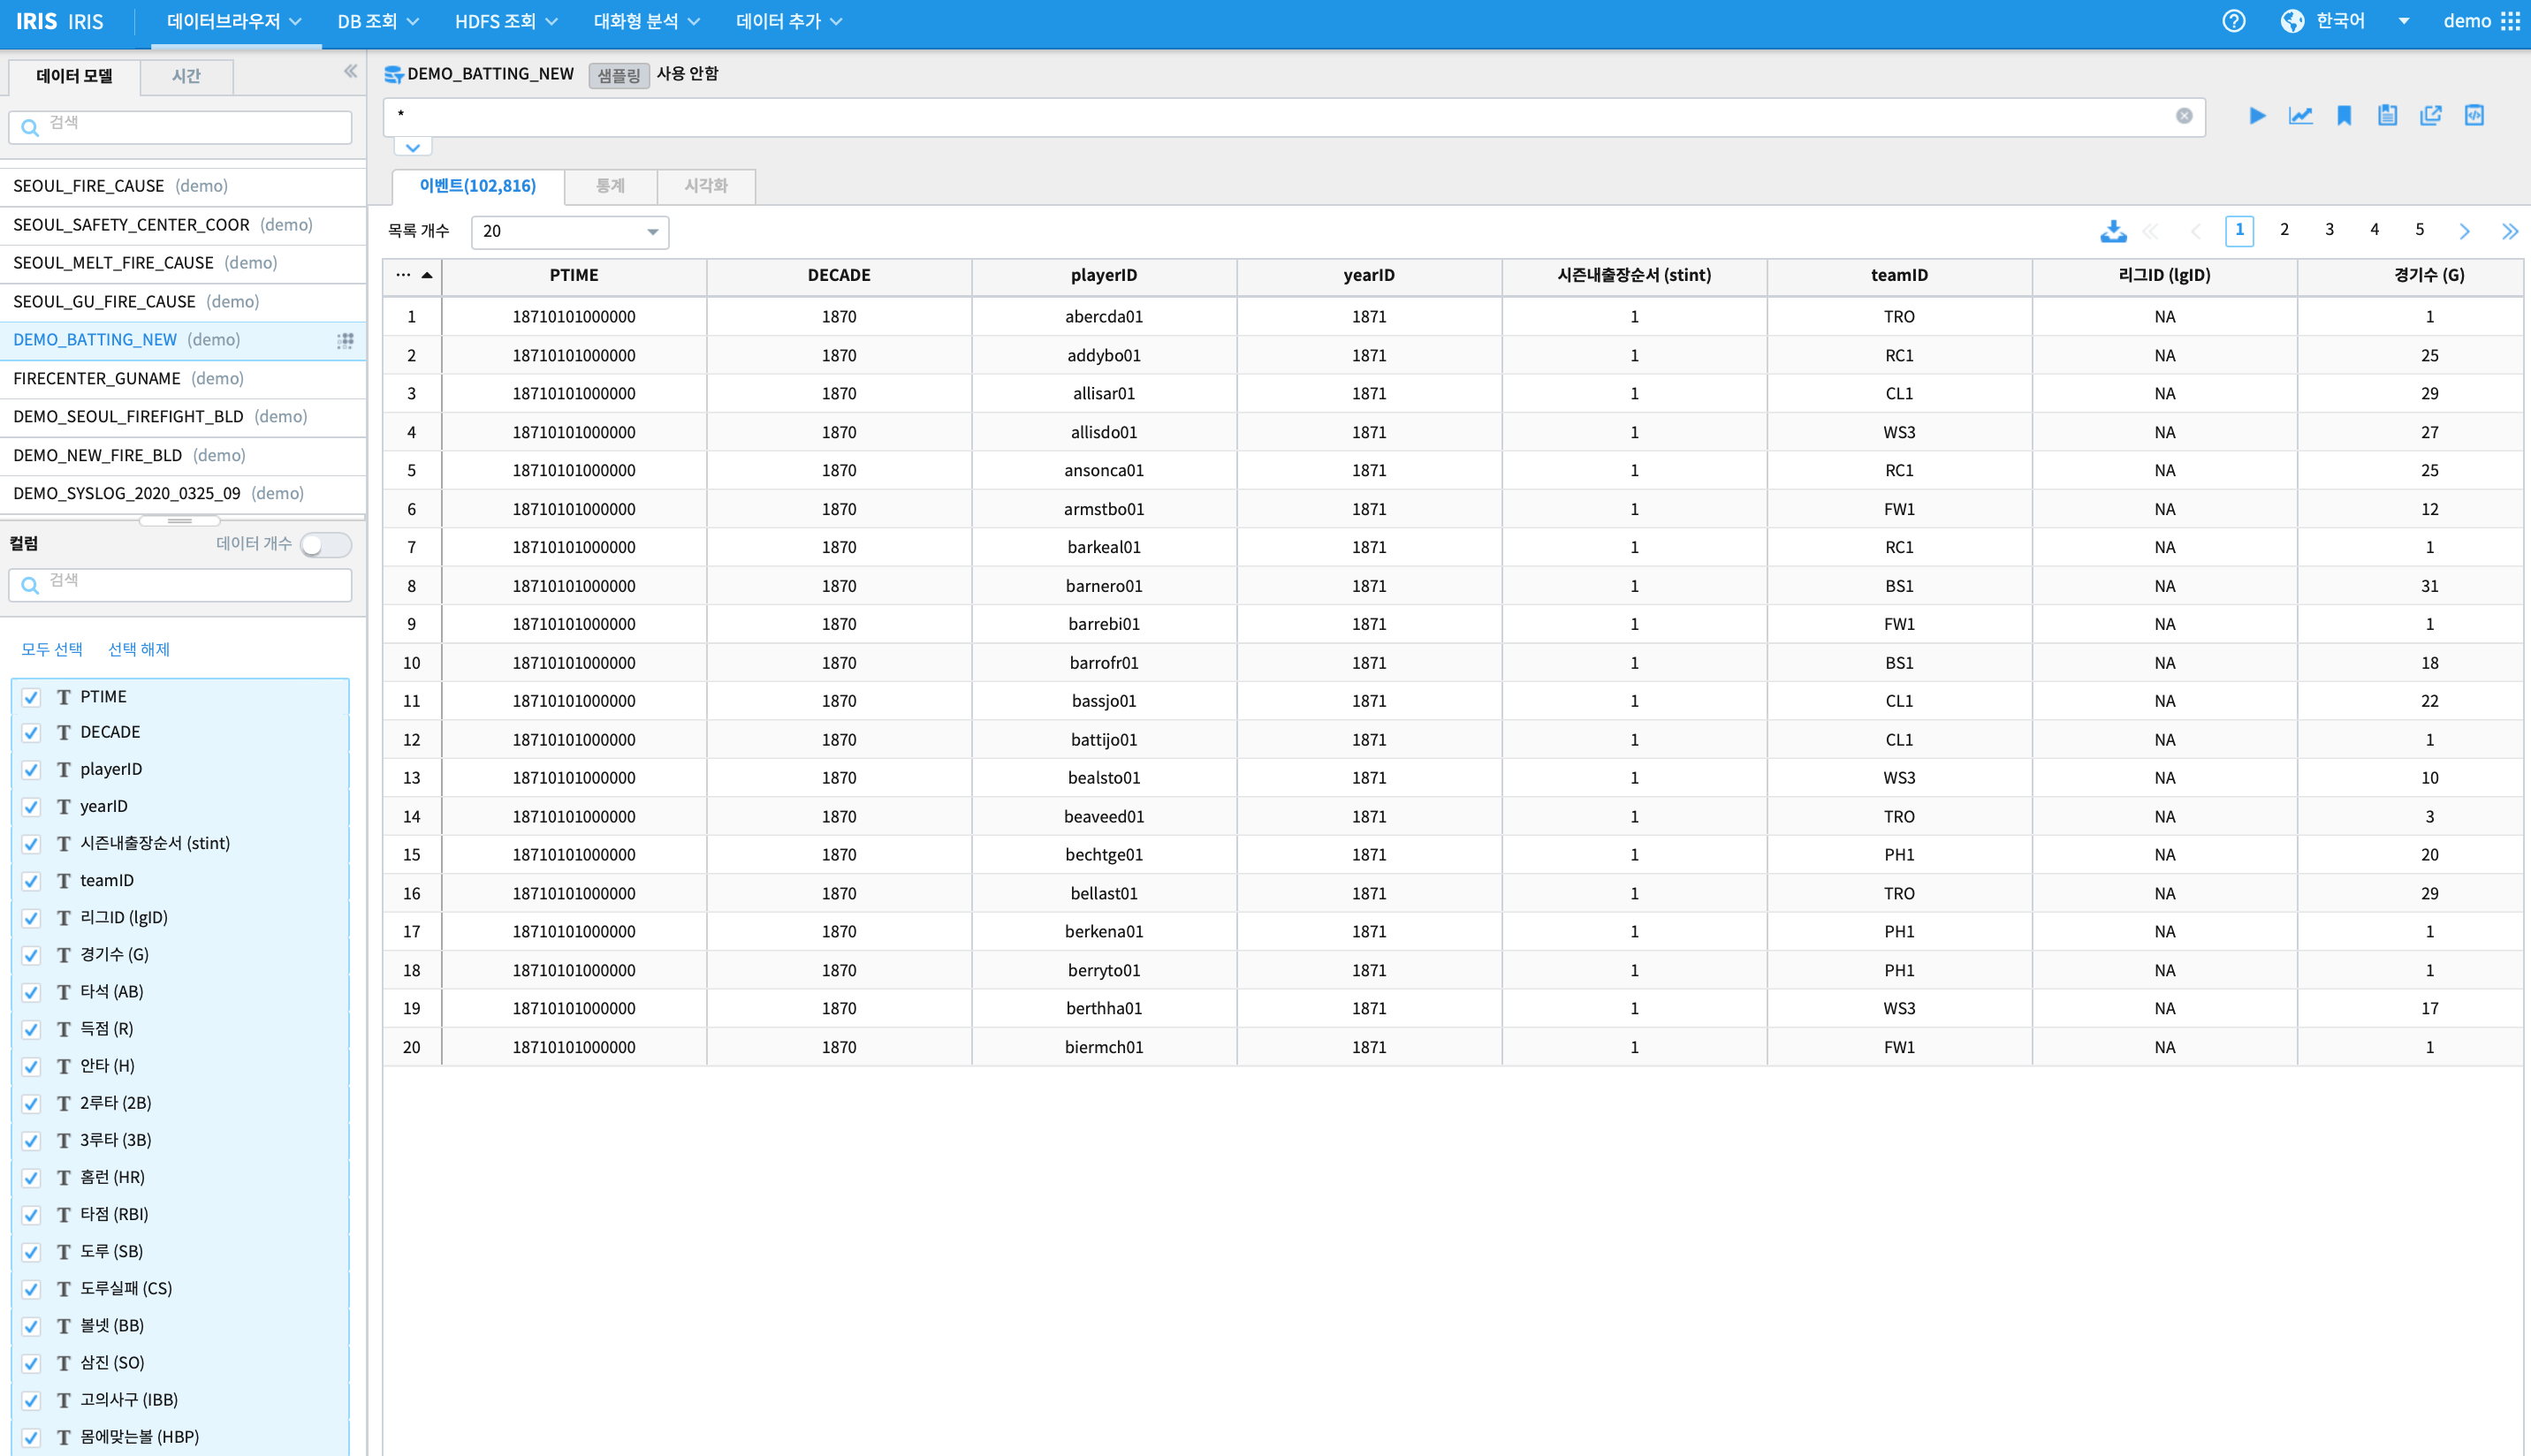 IRIS IRIS 데이터브라우저 DB 조회 HDFS 조회 대화형 분석 데이터 추가 한국어 demo
데이터 모델 시간
검색
SEOUL_FIRE_CAUSE (demo)
SEOUL_SAFETY_CENTER_COOR (demo)
SEOUL_MELT_FIRE_CAUSE (demo)
SEOUL_GU_FIRE_CAUSE (demo)
DEMO_BATTING_NEW (demo)
FIRECENTER_GUNAME (demo)
DEMO_SEOUL_FIREFIGHT_BLD (demo)
DEMO_NEW_FIRE_BLD (demo)
DEMO_SYSLOG_2020_0325_09 (demo)
컬럼 데이터 개수
검색
모두 선택 선택 해제
T PTIME
T DECADE
T playerID
T yearID
T 시즌내출장순서 (stint)
T teamID
T 리그ID (lgID)
T 경기수 (G)
T 타석 (AB)
T 득점 (R)
T 안타 (H)
T 2루타 (2B)
T 3루타 (3B)
T 홈런 (HR)
T 타점 (RBI)
T 도루 (SB)
T 도루실패 (CS)
T 볼넷 (BB)
T 삼진 (SO)
T 고의사구 (IBB)
T 몸에맞는볼 (HBP)
DEMO_BATTING_NEW 샘플링 사용 안함
*
이벤트(102,816) 통계 시각화
목록 개수 20 1 2 3 4 5
... PTIME DECADE playerID yearID 시즌내출장순서 (stint) teamID 리그ID (lgID) 경기수 (G)
1 18710101000000 1870 abercda01 1871 1 TRO NA 1
2 18710101000000 1870 addybo01 1871 1 RC1 NA 25
3 18710101000000 1870 allisar01 1871 1 CL1 NA 29
4 18710101000000 1870 allisdo01 1871 1 WS3 NA 27
5 18710101000000 1870 ansonca01 1871 1 RC1 NA 25
6 18710101000000 1870 armstbo01 1871 1 FW1 NA 12
7 18710101000000 1870 barkeal01 1871 1 RC1 NA 1
8 18710101000000 1870 barnero01 1871 1 BS1 NA 31
9 18710101000000 1870 barrebi01 1871 1 FW1 NA 1
10 18710101000000 1870 barrofr01 1871 1 BS1 NA 18
11 18710101000000 1870 bassjo01 1871 1 CL1 NA 22
12 18710101000000 1870 battijo01 1871 1 CL1 NA 1
13 18710101000000 1870 bealsto01 1871 1 WS3 NA 10
14 18710101000000 1870 beaveed01 1871 1 TRO NA 3
15 18710101000000 1870 bechtge01 1871 1 PH1 NA 20
16 18710101000000 1870 bellast01 1871 1 TRO NA 29
17 18710101000000 1870 berkena01 1871 1 PH1 NA 1
18 18710101000000 1870 berryto01 1871 1 PH1 NA 1
19 18710101000000 1870 berthha01 1871 1 WS3 NA 17
20 18710101000000 1870 biermch01 1871 1 FW1 NA 1